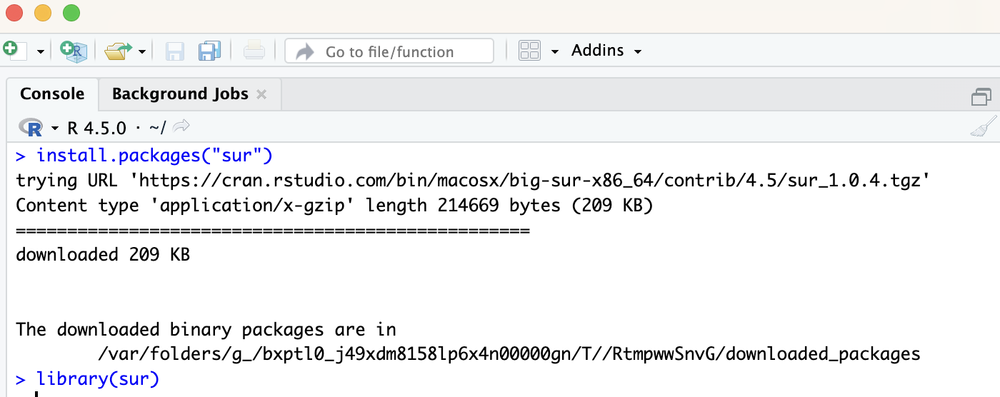 Go to file/function
Addins
Console
Background Jobs
R 4.5.0 · ~/
> install.packages("sur")
trying URL 'https://cran.rstudio.com/bin/macosx/big-sur-x86_64/contrib/4.5/sur_1.0.4.tgz'
Content type 'application/x-gzip' length 214669 bytes (209 KB)
==================================================
downloaded 209 KB
The downloaded binary packages are in
/var/folders/g_/bxptl0_j49xdm8158lp6x4n00000gn/T//RtmpwwSnvG/downloaded_packages
> library(sur)